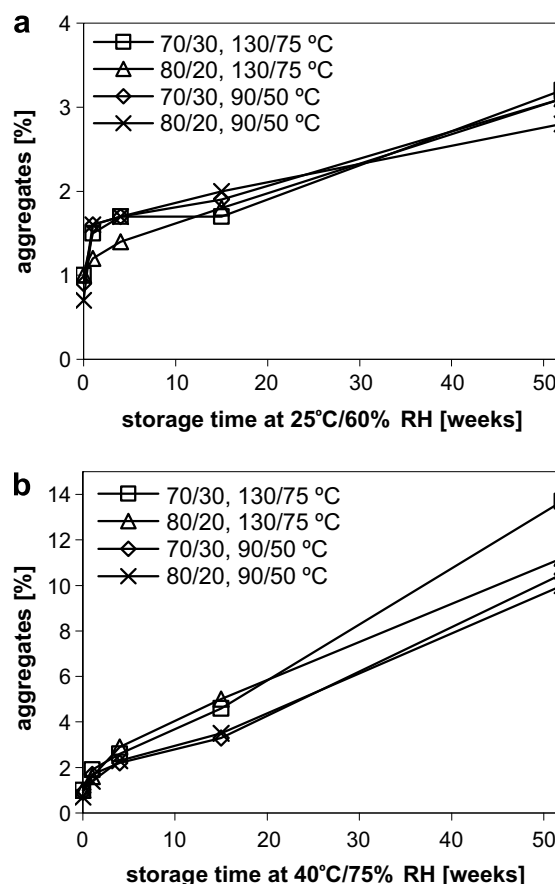 a
70/30, 130/75 ºC
80/20, 130/75 ºC
70/30, 90/50 ºC
80/20, 90/50 ºC
aggregates [%]
4
3
2
1
0
0 10 20 30 40 50
storage time at 25°C/60% RH [weeks]
b
70/30, 130/75 ºC
80/20, 130/75 ºC
70/30, 90/50 ºC
80/20, 90/50 ºC
aggregates [%]
14
12
10
8
6
4
2
0
0 10 20 30 40 50
storage time at 40°C/75% RH [weeks]